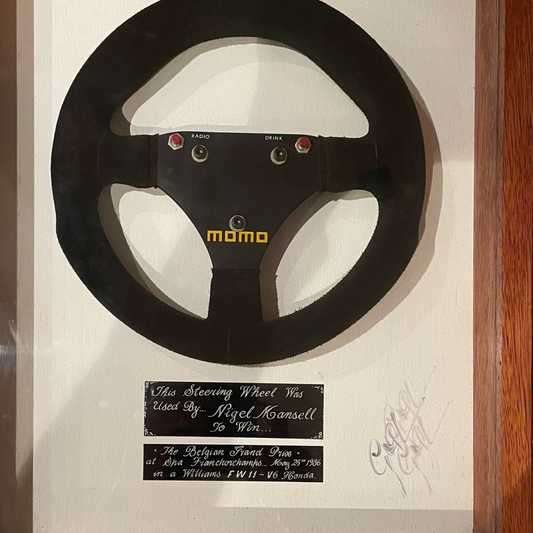 RADIO DRINK
momo
This Steering Wheel Was
Used By... Nigel Mansell
To Win...
• The Belgian Grand Prix •
at Spa Franchorchamps... May 25th 1986
in a Williams FW11 - V6 Honda.